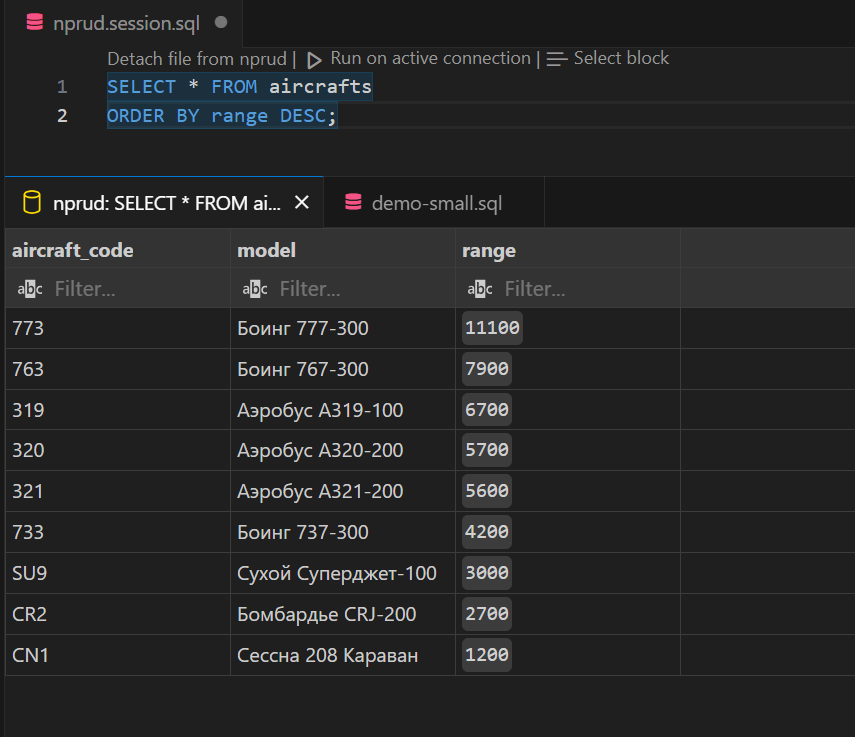 nprud.session.sql
Detach file from nprud | Run on active connection | Select block
1 SELECT * FROM aircrafts
2 ORDER BY range DESC;
nprud: SELECT * FROM ai... demo-small.sql
aircraft_code model range
abc Filter... abc Filter... abc Filter...
773 Боинг 777-300 11100
763 Боинг 767-300 7900
319 Аэробус A319-100 6700
320 Аэробус A320-200 5700
321 Аэробус A321-200 5600
733 Боинг 737-300 4200
SU9 Сухой Суперджет-100 3000
CR2 Бомбардье CRJ-200 2700
CN1 Сессна 208 Караван 1200